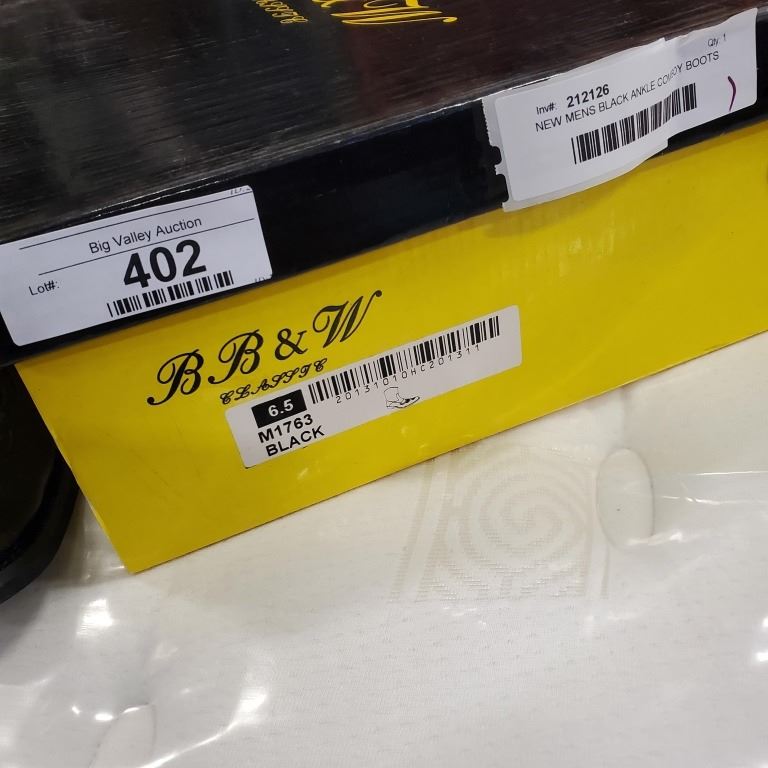 Inv#: 212126
Qty: 1
NEW MENS BLACK ANKLE COWBOY BOOTS
Big Valley Auction
Lot#: 402
BB&W
CLASSIC
6.5
20131010HC201311
M1763
BLACK